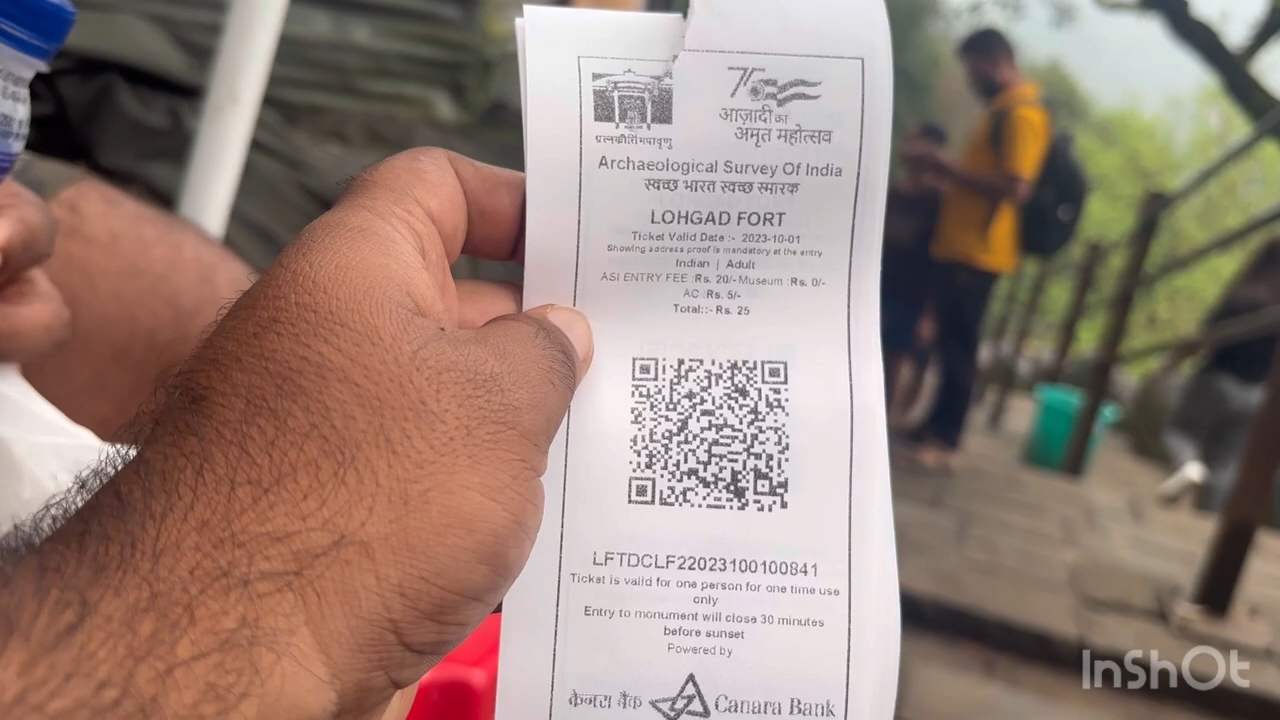 75
आज़ादी का
अमृत महोत्सव
प्रत्नकीर्तिमपावृणु
Archaeological Survey Of India
स्वच्छ भारत स्वच्छ स्मारक
LOHGAD FORT
Ticket Valid Date :- 2023-10-01
Showing address proof is mandatory at the entry
Indian | Adult
ASI ENTRY FEE :Rs. 20/- Museum :Rs. 0/-
AC :Rs. 5/-
Total::- Rs. 25
LFTDCLF22023100100841
Ticket is valid for one person for one time use
only
Entry to monument will close 30 minutes
before sunset
Powered by
केनरा बैंक Canara Bank
InShOt